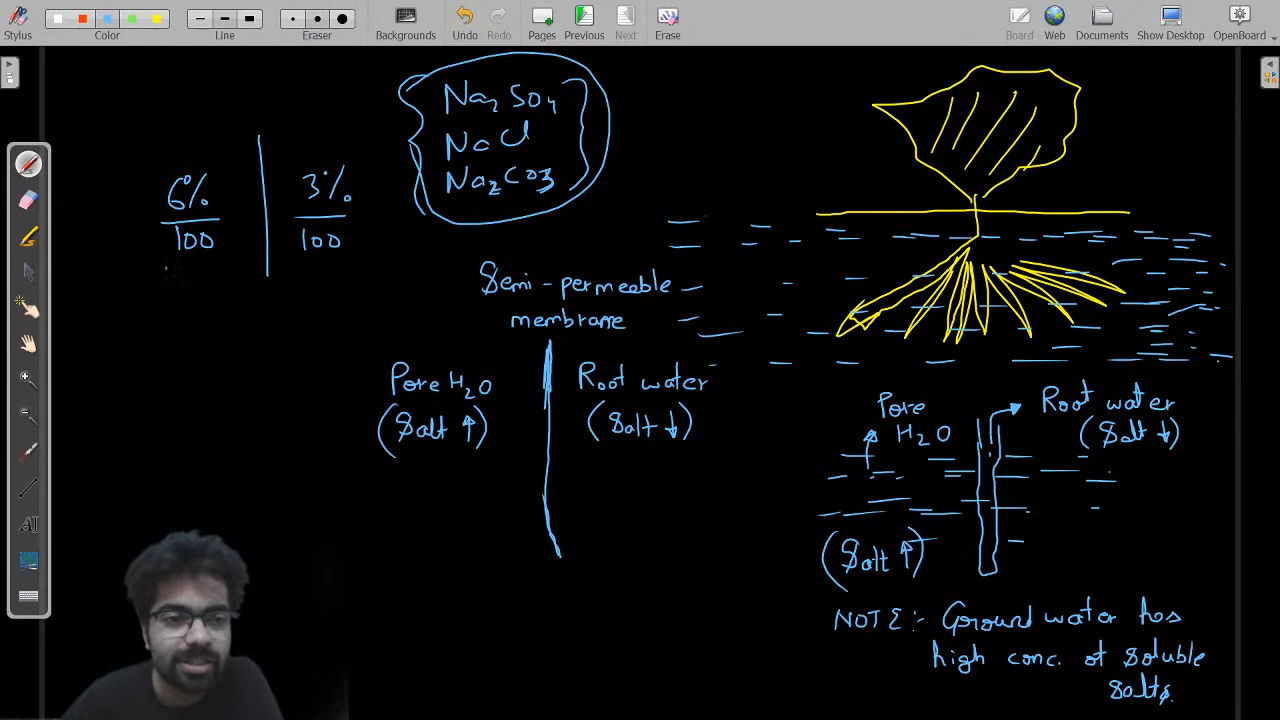 Stylus
Color
Line
Eraser
Backgrounds
Undo
Pages
Previous
Next
Erase
Board
Web
Documents
Show Desktop
OpenBoard
6%
100
3%
100
Na2SO4
NaCl
Na2CO3
Semi-permeable
membrane
Pore H2O
(Salt ↑)
Root water
(Salt ↓)
Pore
H2O
Root water
(Salt ↓)
(Salt ↑)
NOTE:- Ground water has
high conc. of soluble
salts.